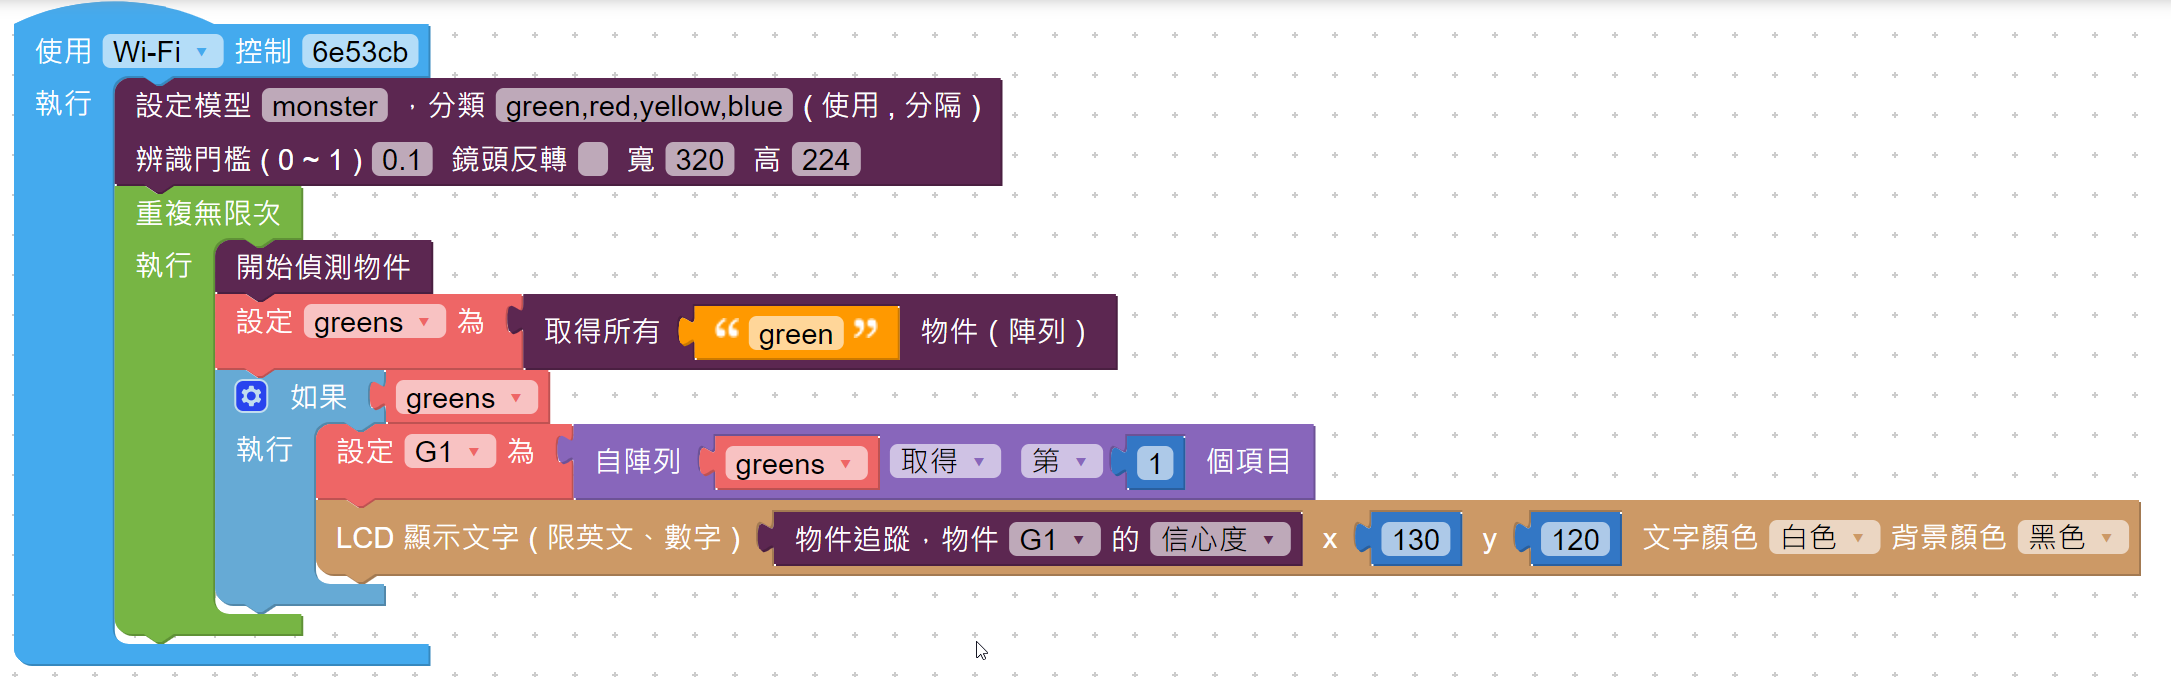 使用 Wi-Fi 控制 6e53cb
執行
設定模型 monster ，分類 green,red,yellow,blue ( 使用 , 分隔 )
辨識門檻 ( 0 ~ 1 ) 0.1 鏡頭反轉 寬 320 高 224
重複無限次
執行
開始偵測物件
設定 greens 為 取得所有 “ green ” 物件 ( 陣列 )
如果 greens
執行
設定 G1 為 自陣列 greens 取得 第 1 個項目
LCD 顯示文字 ( 限英文、數字 ) 物件追蹤，物件 G1 的 信心度 x 130 y 120 文字顏色 白色 背景顏色 黑色